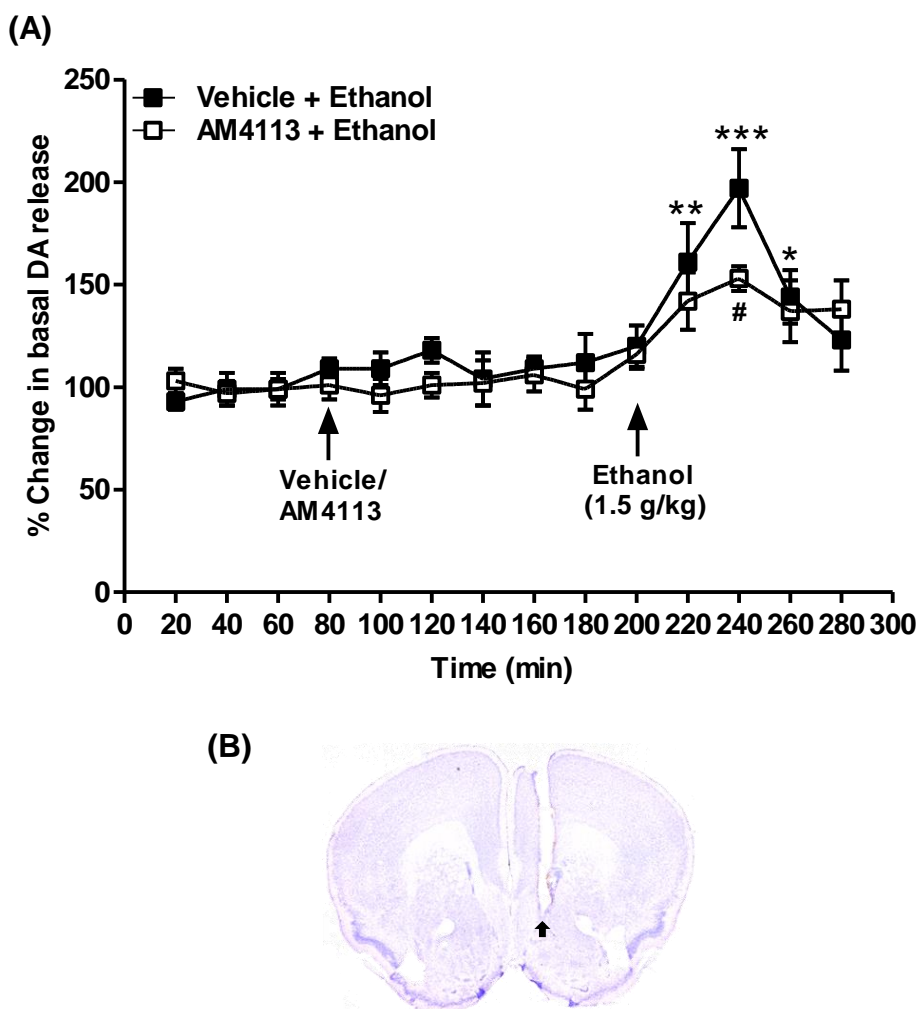 (A)
250
200
150
100
50
0
% Change in basal DA release
Vehicle + Ethanol
AM4113 + Ethanol
***
**
*
#
Vehicle/
AM4113
Ethanol
(1.5 g/kg)
0 20 40 60 80 100 120 140 160 180 200 220 240 260 280 300
Time (min)
(B)